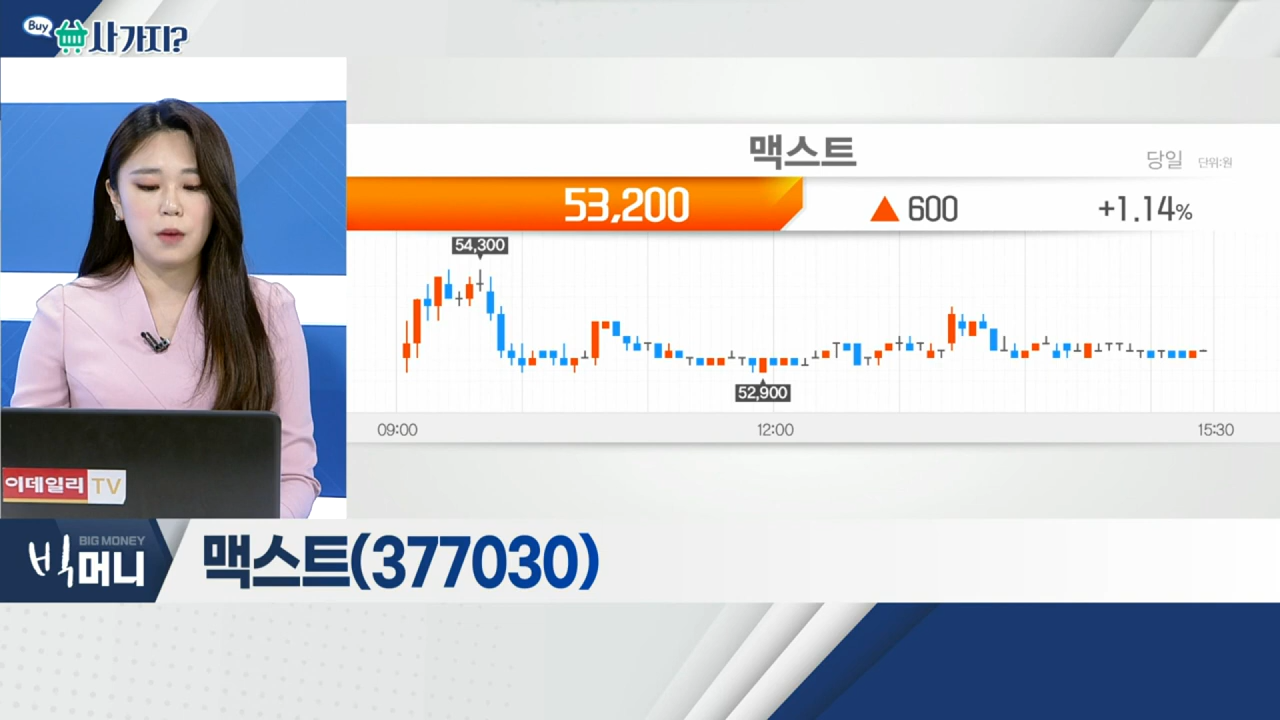 Buy
사가지?
맥스트
당일 단위:원
53,200 ▲ 600 +1.14%
54,300
52,900
09:00 12:00 15:30
이데일리 TV
BIG MONEY
빅머니
맥스트(377030)